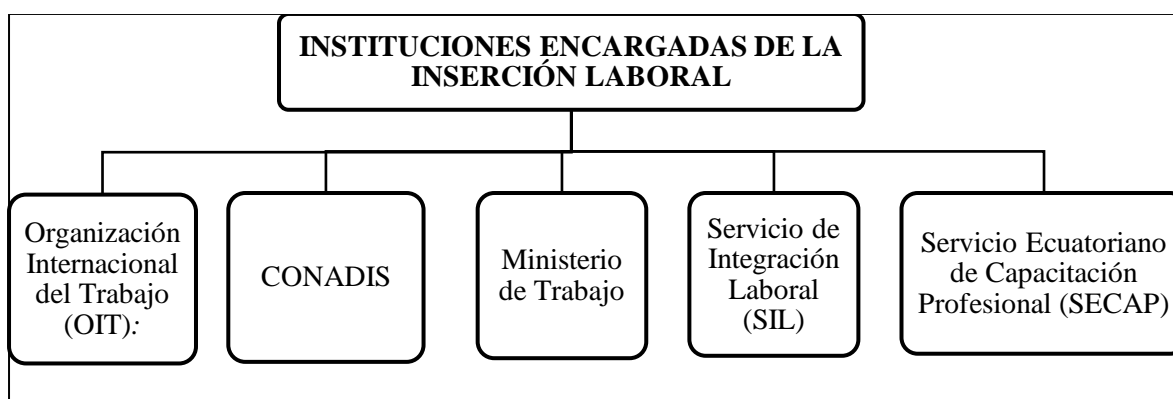 INSTITUCIONES ENCARGADAS DE LA
INSERCIÓN LABORAL
Organización
Internacional
del Trabajo
(OIT):
CONADIS
Ministerio
de Trabajo
Servicio de
Integración
Laboral
(SIL)
Servicio Ecuatoriano
de Capacitación
Profesional (SECAP)